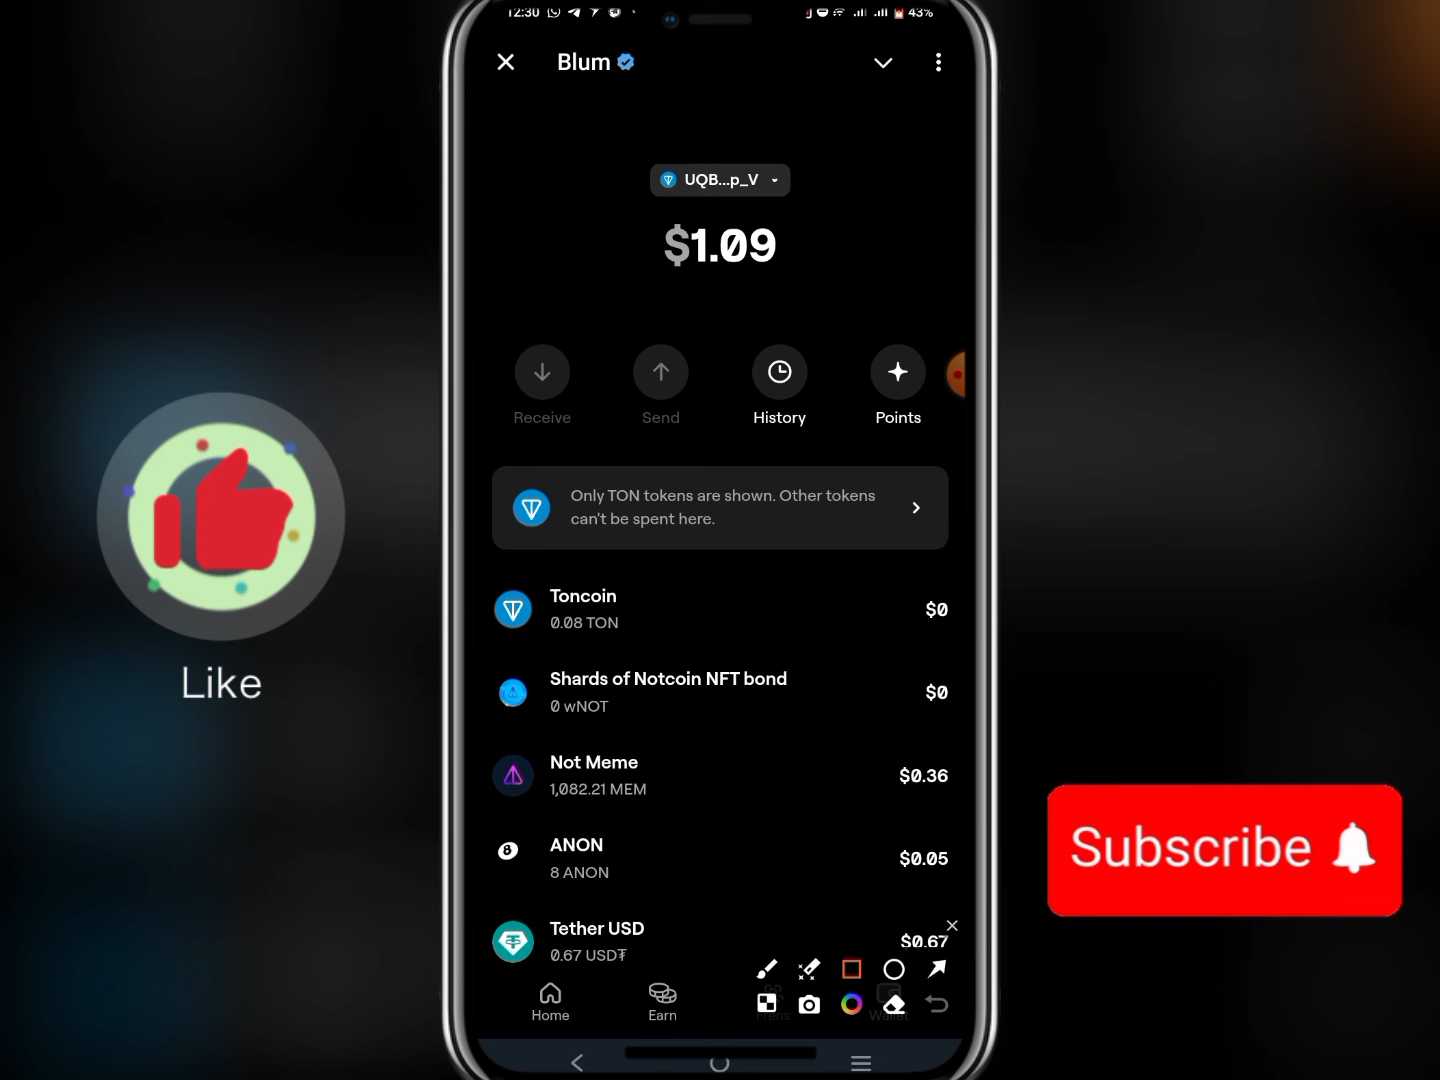 12:30
43%
Blum
UQB...p_V
$1.09
Receive
Send
History
Points
Only TON tokens are shown. Other tokens
can't be spent here.
Toncoin
$0
0.08 TON
Shards of Notcoin NFT bond
$0
0 wNOT
Not Meme
$0.36
1,082.21 MEM
ANON
$0.05
8 ANON
Tether USD
$0.67
0.67 USD₮
Home
Earn
Frens
Wallet
Like
Subscribe